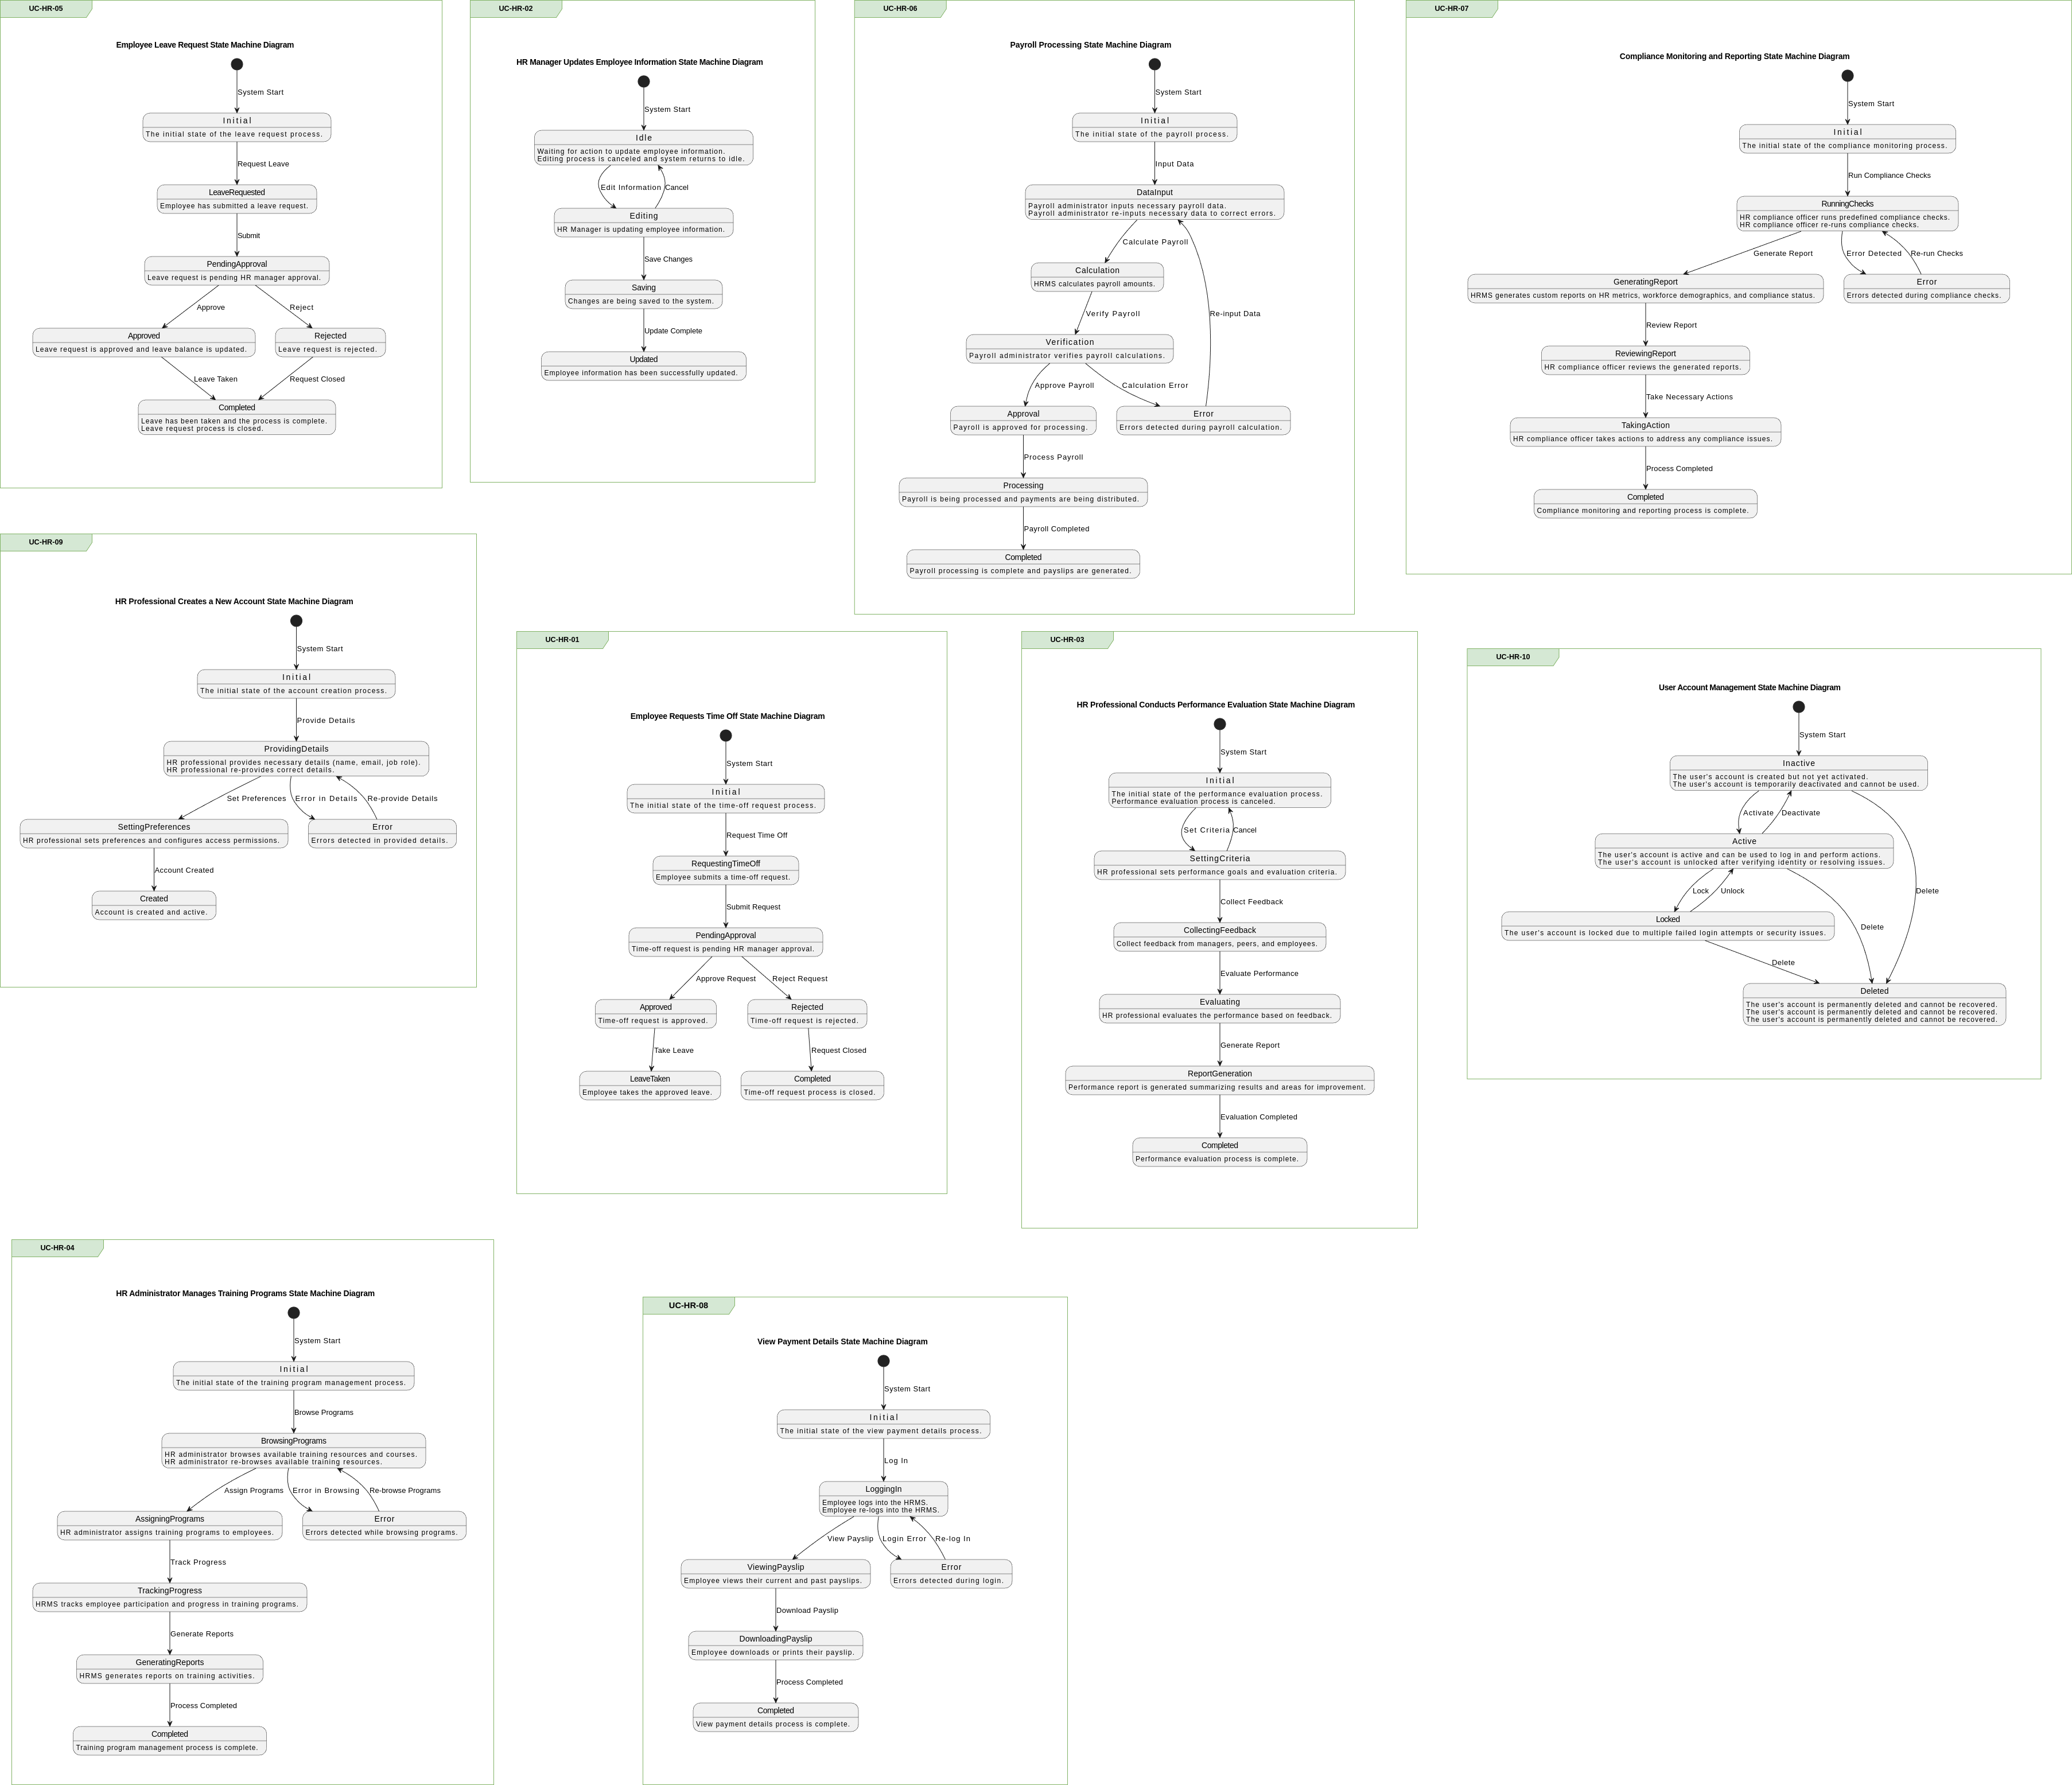 UC-HR-05
Employee Leave Request State Machine Diagram
System Start
Initial
The initial state of the leave request process.
Request Leave
LeaveRequested
Employee has submitted a leave request.
Submit
PendingApproval
Leave request is pending HR manager approval.
Approve
Reject
Approved
Leave request is approved and leave balance is updated.
Rejected
Leave request is rejected.
Leave Taken
Request Closed
Completed
Leave has been taken and the process is complete.
Leave request process is closed.
UC-HR-02
HR Manager Updates Employee Information State Machine Diagram
System Start
Idle
Waiting for action to update employee information.
Editing process is canceled and system returns to idle.
Edit Information
Cancel
Editing
HR Manager is updating employee information.
Save Changes
Saving
Changes are being saved to the system.
Update Complete
Updated
Employee information has been successfully updated.
UC-HR-06
Payroll Processing State Machine Diagram
System Start
Initial
The initial state of the payroll process.
Input Data
DataInput
Payroll administrator inputs necessary payroll data.
Payroll administrator re-inputs necessary data to correct errors.
Calculate Payroll
Calculation
HRMS calculates payroll amounts.
Verify Payroll
Re-input Data
Verification
Payroll administrator verifies payroll calculations.
Approve Payroll
Calculation Error
Approval
Payroll is approved for processing.
Error
Errors detected during payroll calculation.
Process Payroll
Processing
Payroll is being processed and payments are being distributed.
Payroll Completed
Completed
Payroll processing is complete and payslips are generated.
UC-HR-07
Compliance Monitoring and Reporting State Machine Diagram
System Start
Initial
The initial state of the compliance monitoring process.
Run Compliance Checks
RunningChecks
HR compliance officer runs predefined compliance checks.
HR compliance officer re-runs compliance checks.
Generate Report
Error Detected
Re-run Checks
GeneratingReport
HRMS generates custom reports on HR metrics, workforce demographics, and compliance status.
Error
Errors detected during compliance checks.
Review Report
ReviewingReport
HR compliance officer reviews the generated reports.
Take Necessary Actions
TakingAction
HR compliance officer takes actions to address any compliance issues.
Process Completed
Completed
Compliance monitoring and reporting process is complete.
UC-HR-09
HR Professional Creates a New Account State Machine Diagram
System Start
Initial
The initial state of the account creation process.
Provide Details
ProvidingDetails
HR professional provides necessary details (name, email, job role).
HR professional re-provides correct details.
Set Preferences
Error in Details
Re-provide Details
SettingPreferences
HR professional sets preferences and configures access permissions.
Error
Errors detected in provided details.
Account Created
Created
Account is created and active.
UC-HR-01
Employee Requests Time Off State Machine Diagram
System Start
Initial
The initial state of the time-off request process.
Request Time Off
RequestingTimeOff
Employee submits a time-off request.
Submit Request
PendingApproval
Time-off request is pending HR manager approval.
Approve Request
Reject Request
Approved
Time-off request is approved.
Rejected
Time-off request is rejected.
Take Leave
Request Closed
LeaveTaken
Employee takes the approved leave.
Completed
Time-off request process is closed.
UC-HR-03
HR Professional Conducts Performance Evaluation State Machine Diagram
System Start
Initial
The initial state of the performance evaluation process.
Performance evaluation process is canceled.
Set Criteria
Cancel
SettingCriteria
HR professional sets performance goals and evaluation criteria.
Collect Feedback
CollectingFeedback
Collect feedback from managers, peers, and employees.
Evaluate Performance
Evaluating
HR professional evaluates the performance based on feedback.
Generate Report
ReportGeneration
Performance report is generated summarizing results and areas for improvement.
Evaluation Completed
Completed
Performance evaluation process is complete.
UC-HR-10
User Account Management State Machine Diagram
System Start
Inactive
The user's account is created but not yet activated.
The user's account is temporarily deactivated and cannot be used.
Activate
Deactivate
Active
The user's account is active and can be used to log in and perform actions.
The user's account is unlocked after verifying identity or resolving issues.
Lock
Unlock
Delete
Locked
The user's account is locked due to multiple failed login attempts or security issues.
Delete
Delete
Deleted
The user's account is permanently deleted and cannot be recovered.
The user's account is permanently deleted and cannot be recovered.
The user's account is permanently deleted and cannot be recovered.
UC-HR-04
HR Administrator Manages Training Programs State Machine Diagram
System Start
Initial
The initial state of the training program management process.
Browse Programs
BrowsingPrograms
HR administrator browses available training resources and courses.
HR administrator re-browses available training resources.
Assign Programs
Error in Browsing
Re-browse Programs
AssigningPrograms
HR administrator assigns training programs to employees.
Error
Errors detected while browsing programs.
Track Progress
TrackingProgress
HRMS tracks employee participation and progress in training programs.
Generate Reports
GeneratingReports
HRMS generates reports on training activities.
Process Completed
Completed
Training program management process is complete.
UC-HR-08
View Payment Details State Machine Diagram
System Start
Initial
The initial state of the view payment details process.
Log In
LoggingIn
Employee logs into the HRMS.
Employee re-logs into the HRMS.
View Payslip
Login Error
Re-log In
ViewingPayslip
Employee views their current and past payslips.
Error
Errors detected during login.
Download Payslip
DownloadingPayslip
Employee downloads or prints their payslip.
Process Completed
Completed
View payment details process is complete.